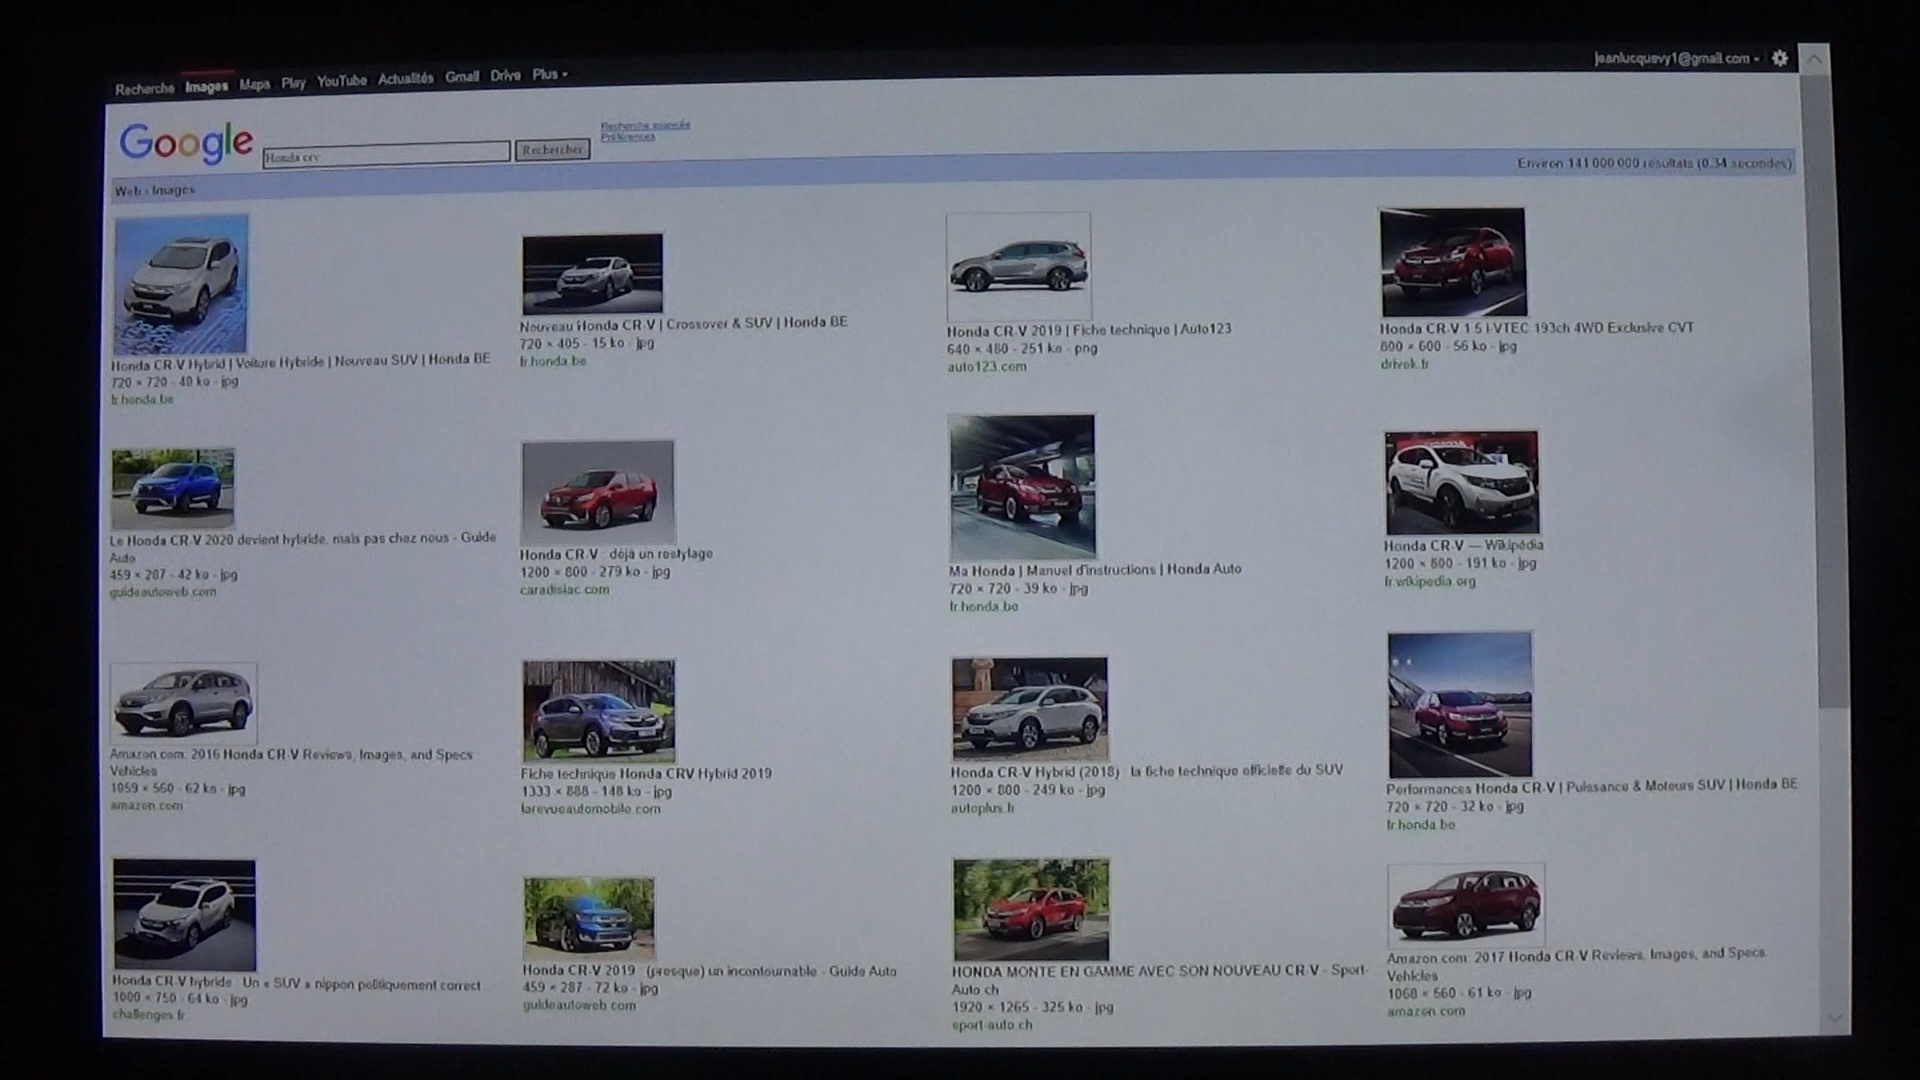 Recherche Images Maps Play YouTube Actualités Gmail Drive Plus
jeanlucquevy1@gmail.com
Google
Honda crv
Rechercher
Recherche avancée
Préférences
Environ 141 000 000 résultats (0.34 secondes)
Web › Images
Honda CR-V Hybrid | Voiture Hybride | Nouveau SUV | Honda BE
720 × 720 - 40 ko - jpg
fr.honda.be
Nouveau Honda CR-V | Crossover & SUV | Honda BE
720 × 405 - 15 ko - jpg
fr.honda.be
Honda CR-V 2019 | Fiche technique | Auto123
640 × 480 - 251 ko - png
auto123.com
Honda CR-V 1.5 i-VTEC 193ch 4WD Exclusive CVT
800 × 600 - 56 ko - jpg
drivek.fr
Le Honda CR-V 2020 devient hybride, mais pas chez nous - Guide
Auto
459 × 287 - 42 ko - jpg
guideautoweb.com
Honda CR-V : déjà un restylage
1200 × 800 - 279 ko - jpg
caradisiac.com
Ma Honda | Manuel d'instructions | Honda Auto
720 × 720 - 39 ko - jpg
fr.honda.be
Honda CR-V — Wikipédia
1200 × 800 - 191 ko - jpg
fr.wikipedia.org
Amazon.com: 2016 Honda CR-V Reviews, Images, and Specs:
Vehicles
1059 × 560 - 62 ko - jpg
amazon.com
Fiche technique Honda CRV Hybrid 2019
1333 × 888 - 148 ko - jpg
larevueautomobile.com
Honda CR-V Hybrid (2018) : la fiche technique officielle du SUV
1200 × 800 - 249 ko - jpg
autoplus.fr
Performances Honda CR-V | Puissance & Moteurs SUV | Honda BE
720 × 720 - 32 ko - jpg
fr.honda.be
Honda CR-V hybride : Un « SUV » nippon politiquement correct ...
1000 × 750 - 64 ko - jpg
challenges.fr
Honda CR-V 2019 : (presque) un incontournable - Guide Auto
459 × 287 - 72 ko - jpg
guideautoweb.com
HONDA MONTE EN GAMME AVEC SON NOUVEAU CR-V - Sport-
Auto.ch
1920 × 1265 - 325 ko - jpg
sport-auto.ch
Amazon.com: 2017 Honda CR-V Reviews, Images, and Specs:
Vehicles
1068 × 560 - 61 ko - jpg
amazon.com